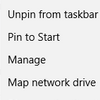 Unpin from taskbar
Pin to Start
Manage
Map network drive